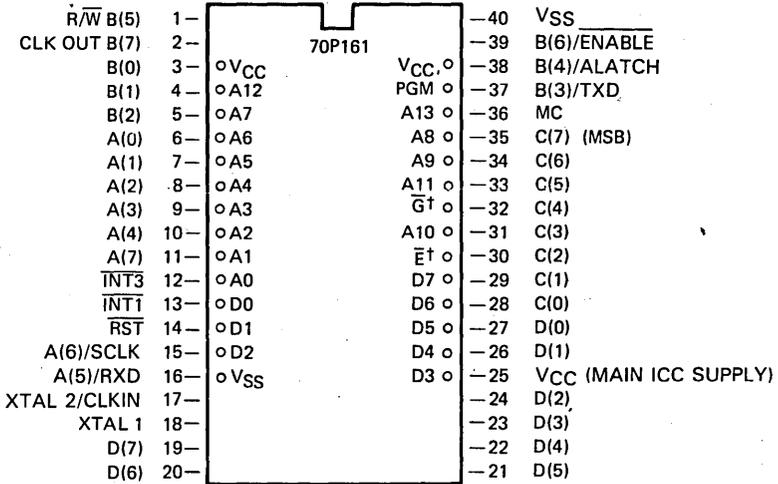 R/W̅ B(5) 1 40 VSS
70P161
CLK OUT B(7) 2 39 B(6)/E̅N̅A̅B̅L̅E̅
B(0) 3 VCC VCC, 38 B(4)/ALATCH
B(1) 4 A12 PGM 37 B(3)/TXD
B(2) 5 A7 A13 36 MC
A(0) 6 A6 A8 35 C(7) (MSB)
A(1) 7 A5 A9 34 C(6)
A(2) 8 A4 A11 33 C(5)
A(3) 9 A3 G̅† 32 C(4)
A(4) 10 A2 A10 31 C(3)
A(7) 11 A1 E̅† 30 C(2)
I̅N̅T̅3̅ 12 A0 D7 29 C(1)
I̅N̅T̅1̅ 13 D0 D6 28 C(0)
R̅S̅T̅ 14 D1 D5 27 D(0)
A(6)/SCLK 15 D2 D4 26 D(1)
A(5)/RXD 16 VSS D3 25 VCC (MAIN ICC SUPPLY)
XTAL 2/CLKIN 17 24 D(2)
XTAL 1 18 23 D(3)
D(7) 19 22 D(4)
D(6) 20 21 D(5)